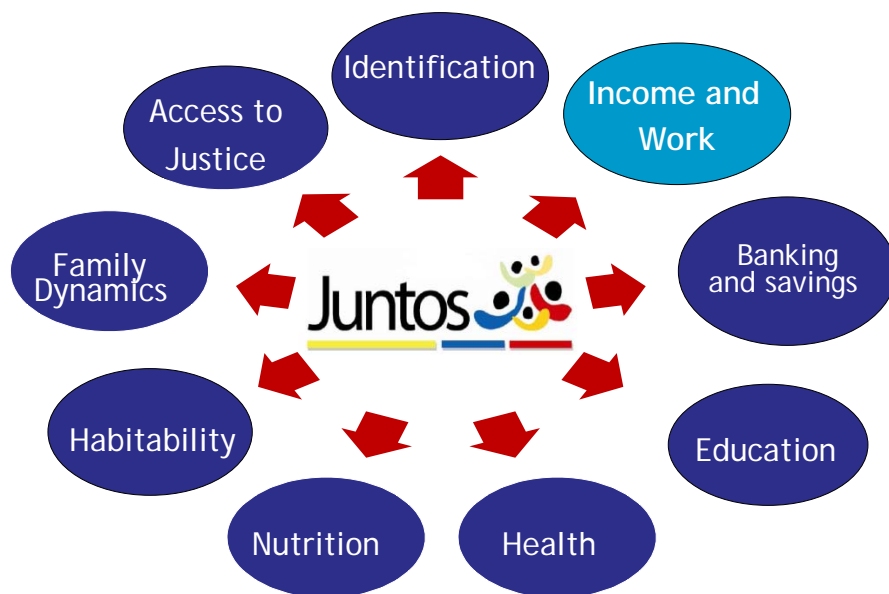 Identification
Income and
Work
Access to
Justice
Banking
and savings
Family
Dynamics
Juntos
Habitability
Education
Nutrition
Health